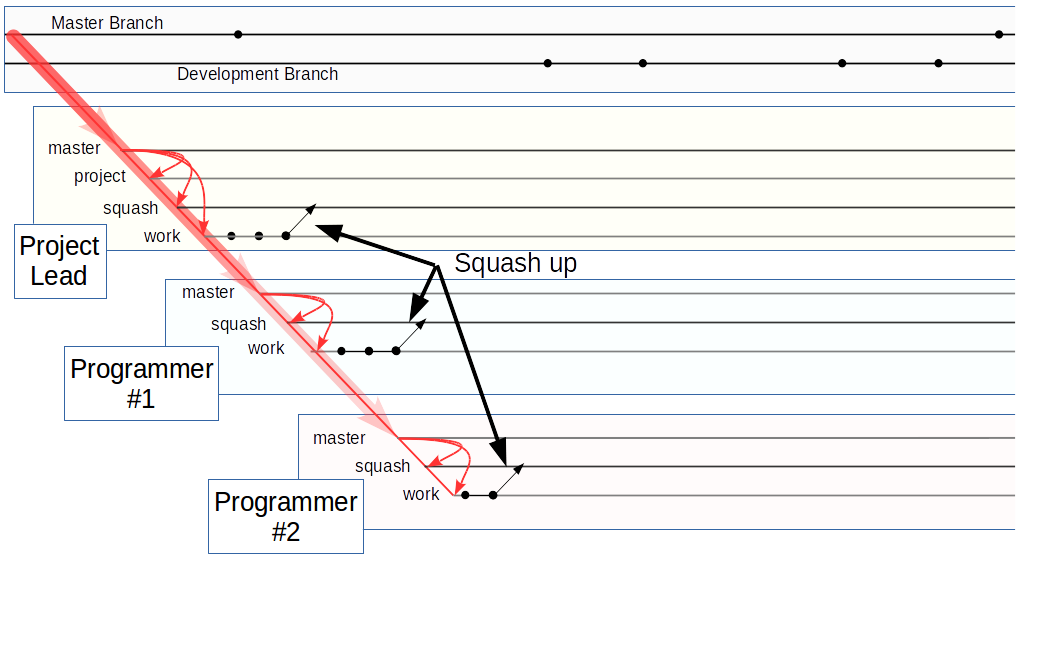 Master Branch
Development Branch
master
project
squash
work
Project
Lead
Squash up
master
squash
work
Programmer
#1
master
squash
work
Programmer
#2